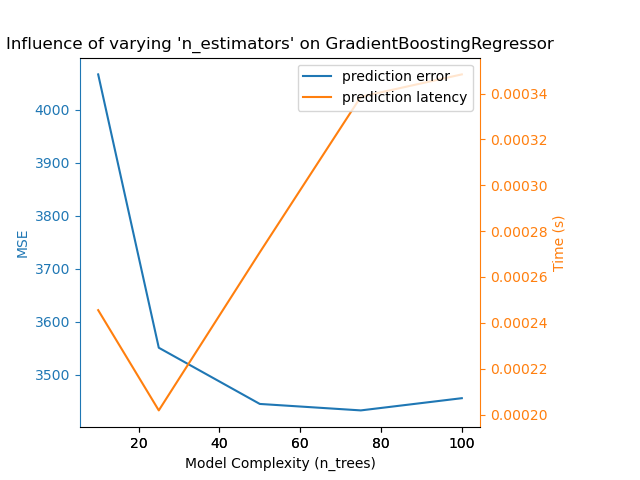 Influence of varying 'n_estimators' on GradientBoostingRegressor
prediction error
prediction latency
4000
3900
3800
3700
3600
3500
MSE
0.00034
0.00032
0.00030
0.00028
0.00026
0.00024
0.00022
0.00020
Time (s)
20 40 60 80 100
Model Complexity (n_trees)